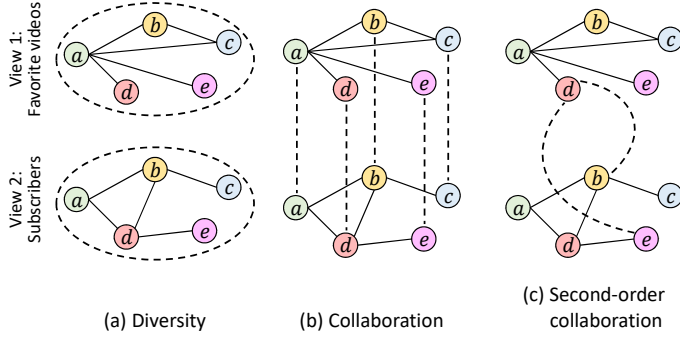 View 1:
Favorite videos
a
b
c
d
e
a
b
c
d
e
a
b
c
d
e
View 2:
Subscribers
a
b
c
d
e
a
b
c
d
e
a
b
c
d
e
(a) Diversity
(b) Collaboration
(c) Second-order
collaboration